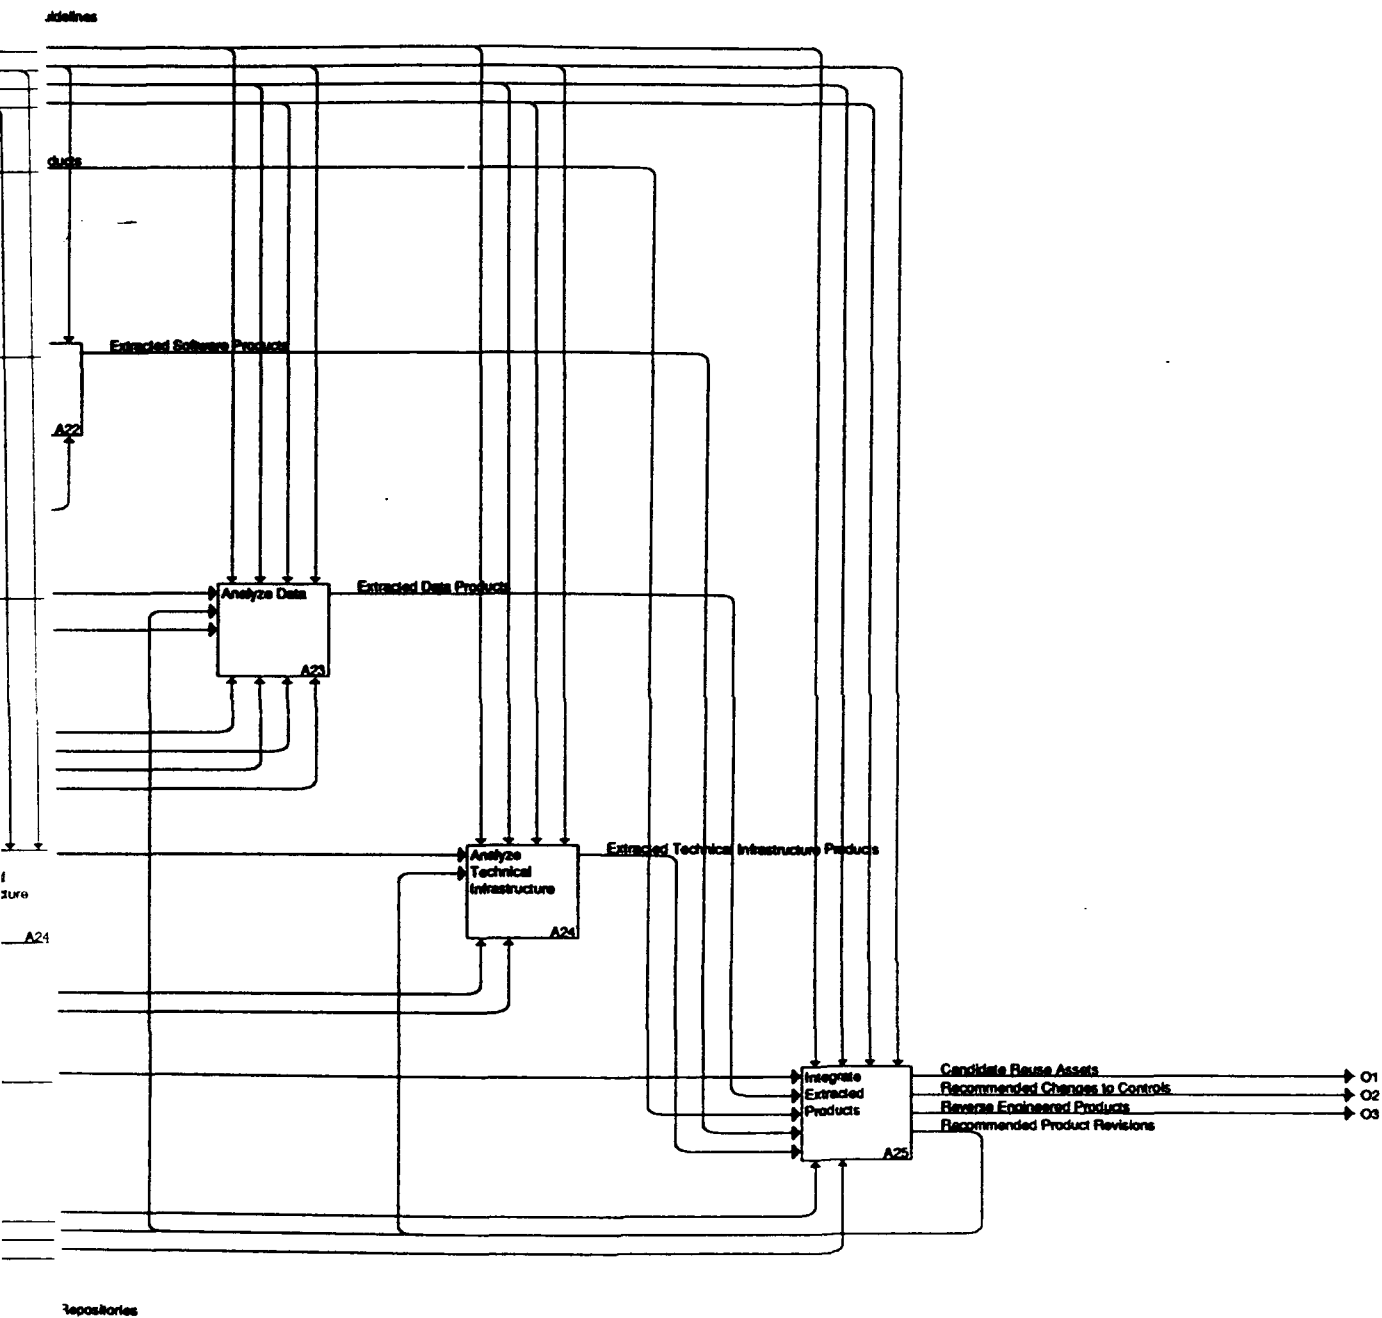 uidelines
ducts
Extracted Software Products
A22
Extracted Data Products
Analyze Data
A23
Extracted Technical Infrastructure Products
Analyze
Technical
Infrastructure
A24
cture
A24
Integrate
Extracted
Products
A25
Candidate Reuse Assets
O1
Recommended Changes to Controls
O2
Reverse Engineered Products
O3
Recommended Product Revisions
Repositories